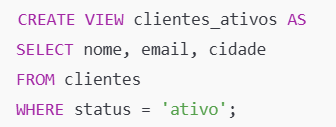 CREATE VIEW clientes_ativos AS
SELECT nome, email, cidade
FROM clientes
WHERE status = 'ativo';